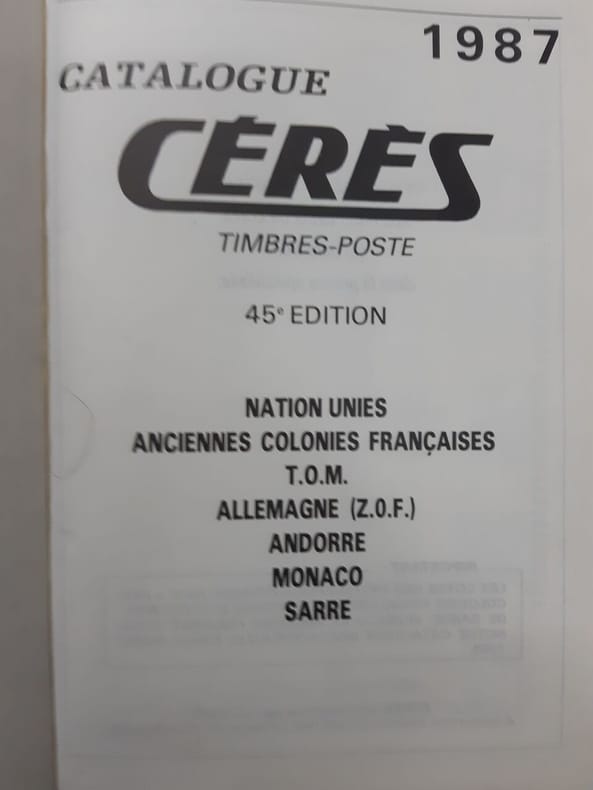 1987
CATALOGUE
CÉRÈS
TIMBRES-POSTE
45e EDITION
NATION UNIES
ANCIENNES COLONIES FRANÇAISES
T.O.M.
ALLEMAGNE (Z.O.F.)
ANDORRE
MONACO
SARRE